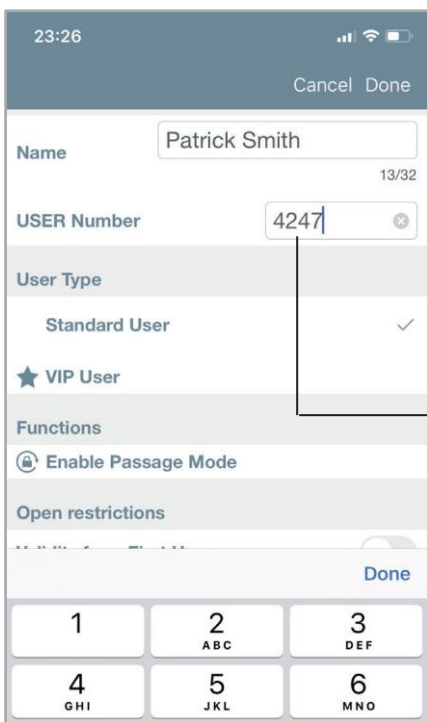 23:26
Cancel Done
Name Patrick Smith
13/32
USER Number 4247
User Type
Standard User
VIP User
Functions
Enable Passage Mode
Open restrictions
Done
1 2 3
ABC DEF
4 5 6
GHI JKL MNO